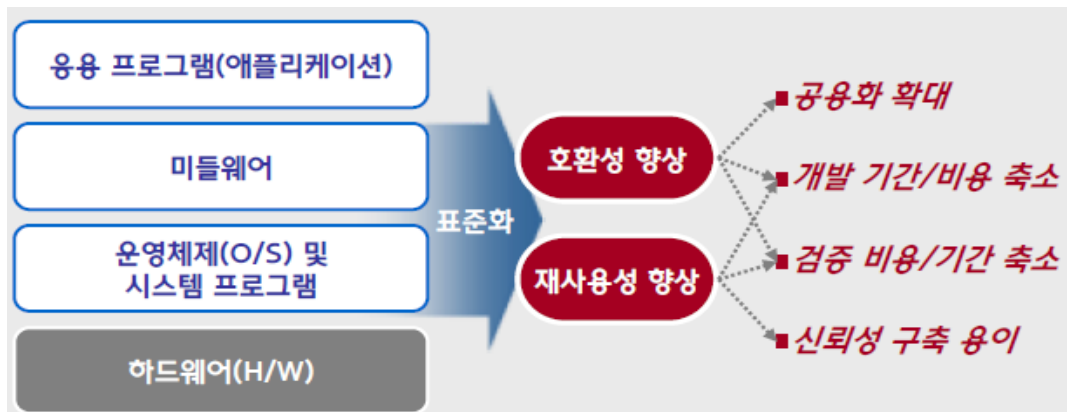 응용 프로그램(애플리케이션)
미들웨어
운영체제(O/S) 및
시스템 프로그램
하드웨어(H/W)
표준화
호환성 향상
재사용성 향상
■ 공용화 확대
■ 개발 기간/비용 축소
■ 검증 비용/기간 축소
■ 신뢰성 구축 용이